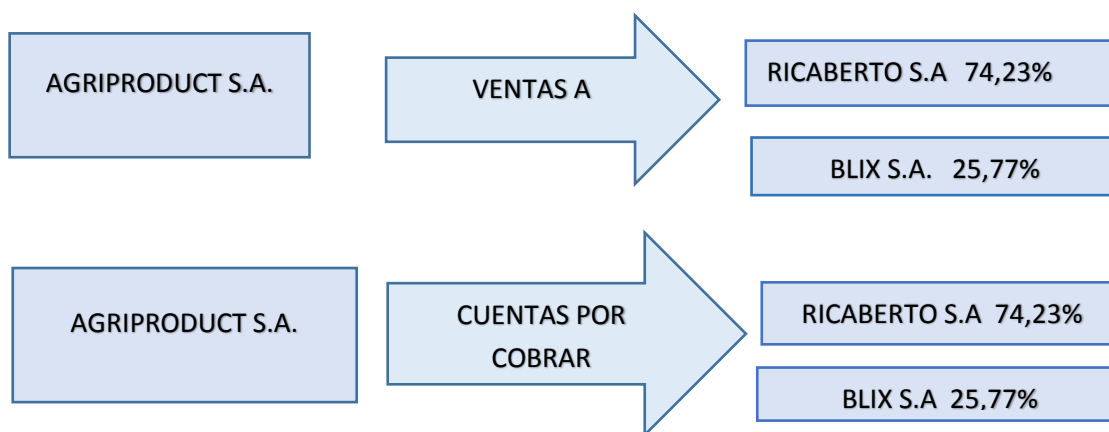 AGRIPRODUCT S.A.
VENTAS A
RICABERTO S.A 74,23%
BLIX S.A. 25,77%
AGRIPRODUCT S.A.
CUENTAS POR
COBRAR
RICABERTO S.A 74,23%
BLIX S.A 25,77%